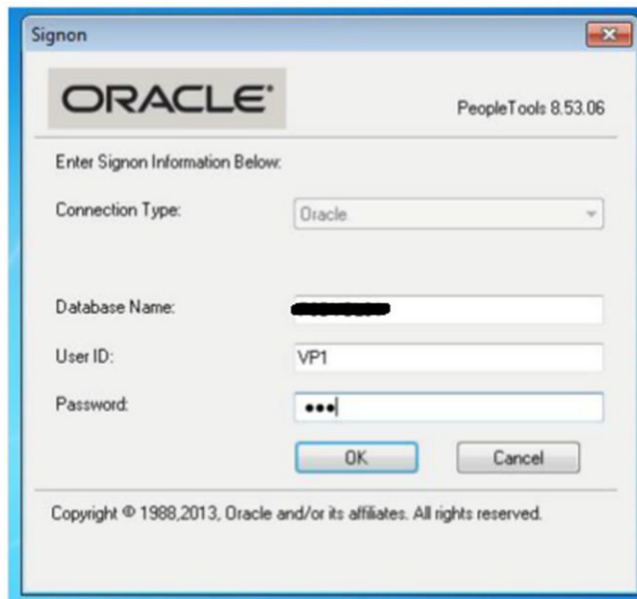 Signon
ORACLE®
PeopleTools 8.53.06
Enter Signon Information Below:
Connection Type: Oracle
Database Name:
User ID: VP1
Password: •••
OK Cancel
Copyright © 1988,2013, Oracle and/or its affiliates. All rights reserved.